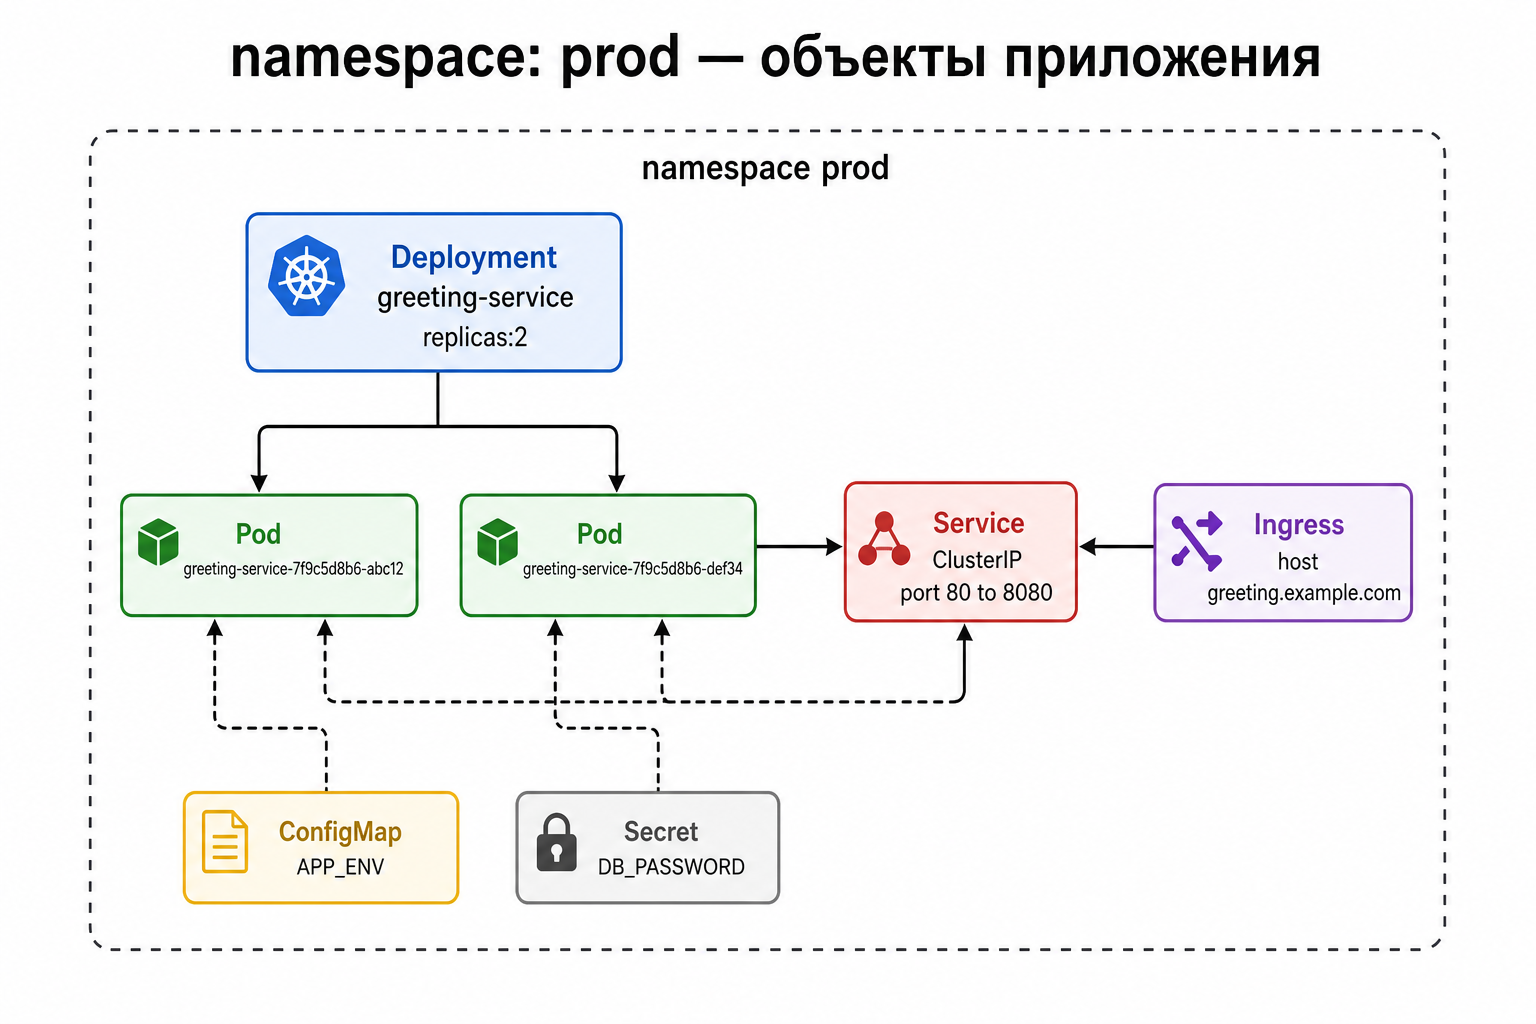 namespace: prod — объекты приложения
namespace prod
Deployment
greeting-service
replicas:2
Pod
greeting-service-7f9c5d8b6-abc12
Pod
greeting-service-7f9c5d8b6-def34
Service
ClusterIP
port 80 to 8080
Ingress
host
greeting.example.com
ConfigMap
APP_ENV
Secret
DB_PASSWORD